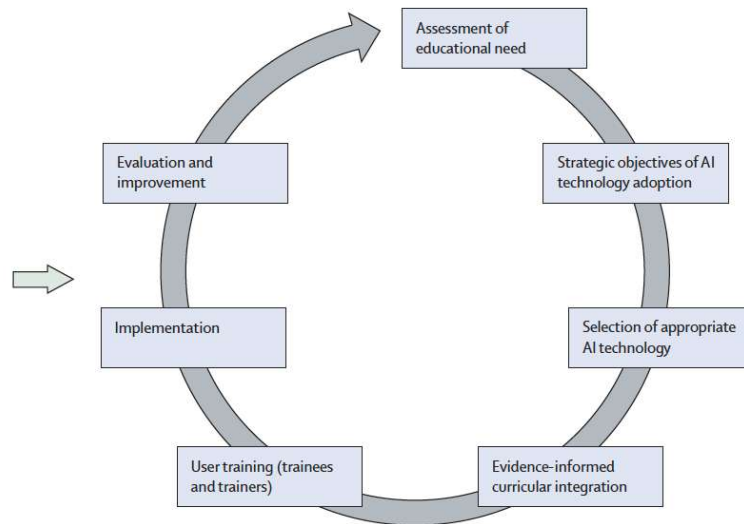 Assessment of
educational need
Strategic objectives of AI
technology adoption
Selection of appropriate
AI technology
Evidence-informed
curricular integration
User training (trainees
and trainers)
Implementation
Evaluation and
improvement